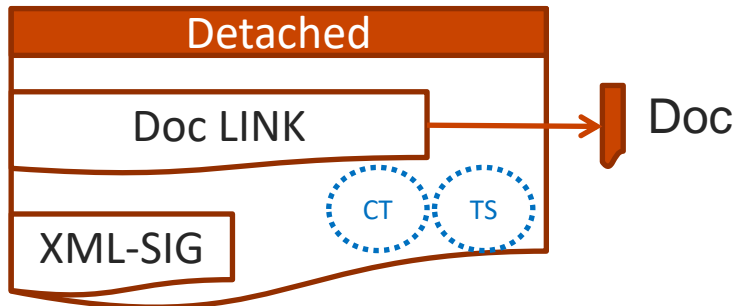 Detached
Doc LINK
Doc
CT
TS
XML-SIG